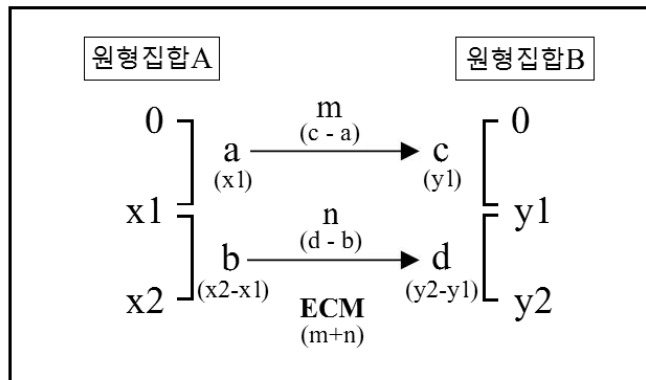 원형집합A 원형집합B
0 m 0
(c - a)
a c
(x1) (y1)
x1 n y1
(d - b)
b d
(x2-x1) (y2-y1)
x2 ECM y2
(m+n)